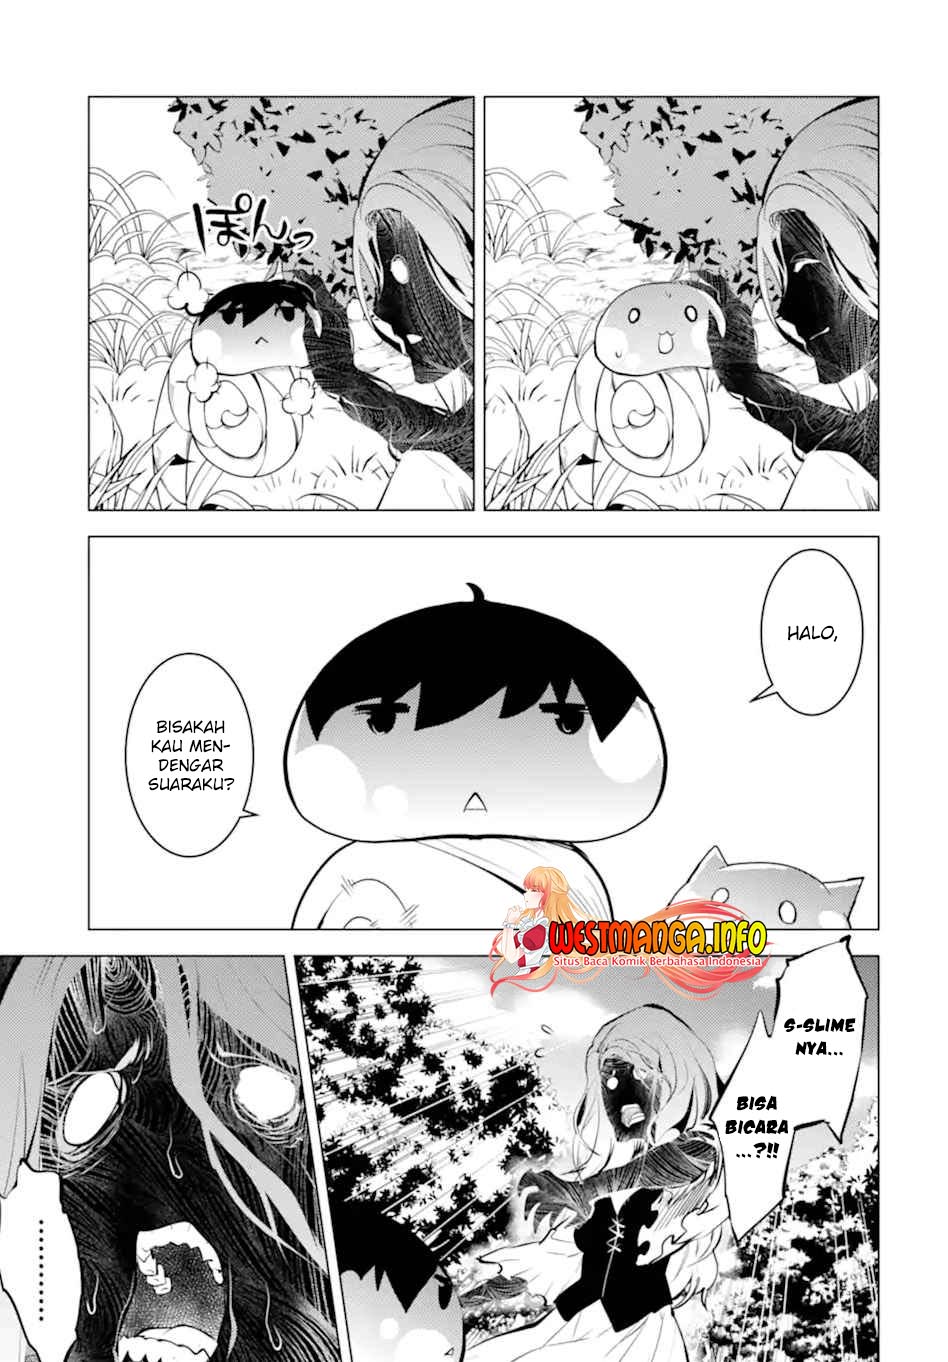 ぽんっ
HALO,
BISAKAH
KAU MEN-
DENGAR
SUARAKU?
WESTMANGA.INFO
Situs Baca Komik Berbahasa Indonesia
S-SLIME
NYA...
BISA
BICARA
...?!!
..........